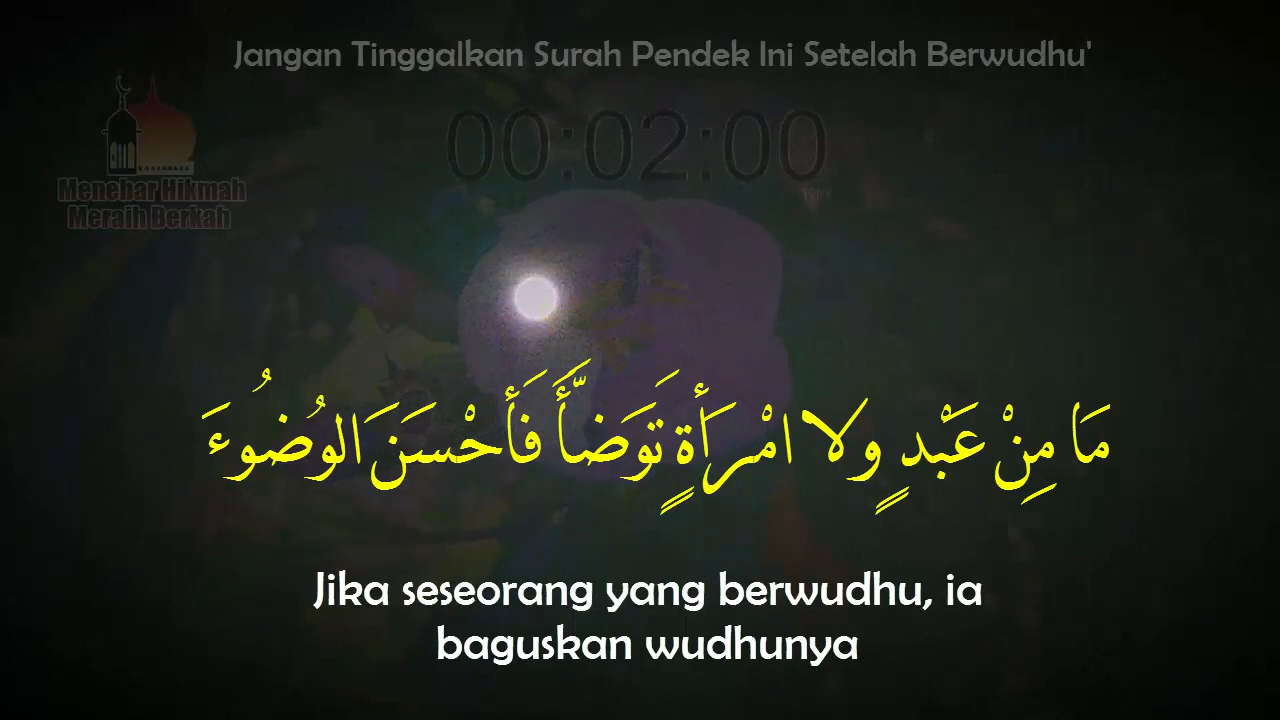 Jangan Tinggalkan Surah Pendek Ini Setelah Berwudhu'
00:02:00
Menebar Hikmah
Meraih Berkah
مَا مِنْ عَبْدٍ ولا امْرَأَةٍ تَوَضَّأَ فَأَحْسَنَ الوُضُوءَ
Jika seseorang yang berwudhu, ia
baguskan wudhunya